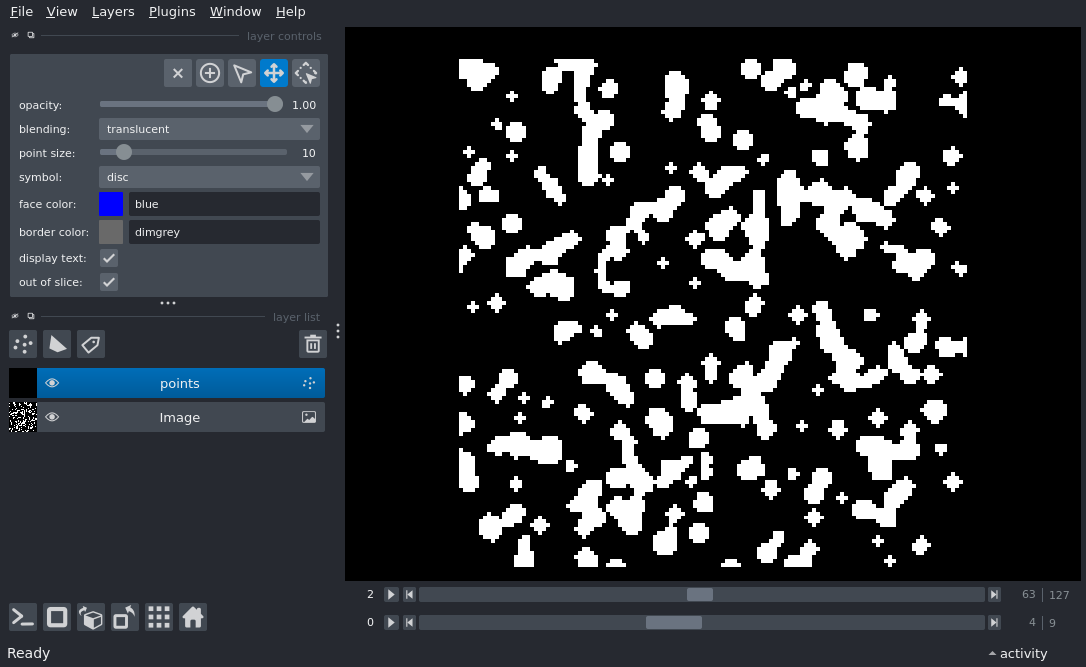 File View Layers Plugins Window Help
layer controls
opacity: 1.00
blending: translucent
point size: 10
symbol: disc
face color: blue
border color: dimgrey
display text:
out of slice:
layer list
points
Image
2 63 127
0 4 9
Ready activity